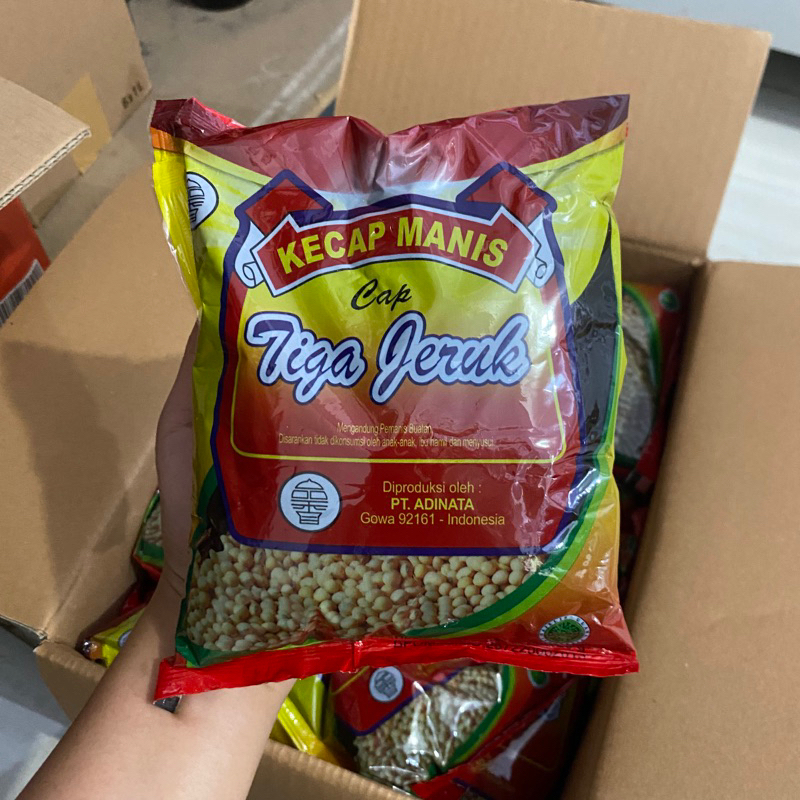 KECAP MANIS
Cap
Tiga Jeruk
Mengandung Pemanis Buatan,
Disarankan tidak dikonsumsi oleh anak-anak, ibu hamil dan menyusui
Diproduksi oleh :
PT. ADINATA
Gowa 92161 - Indonesia